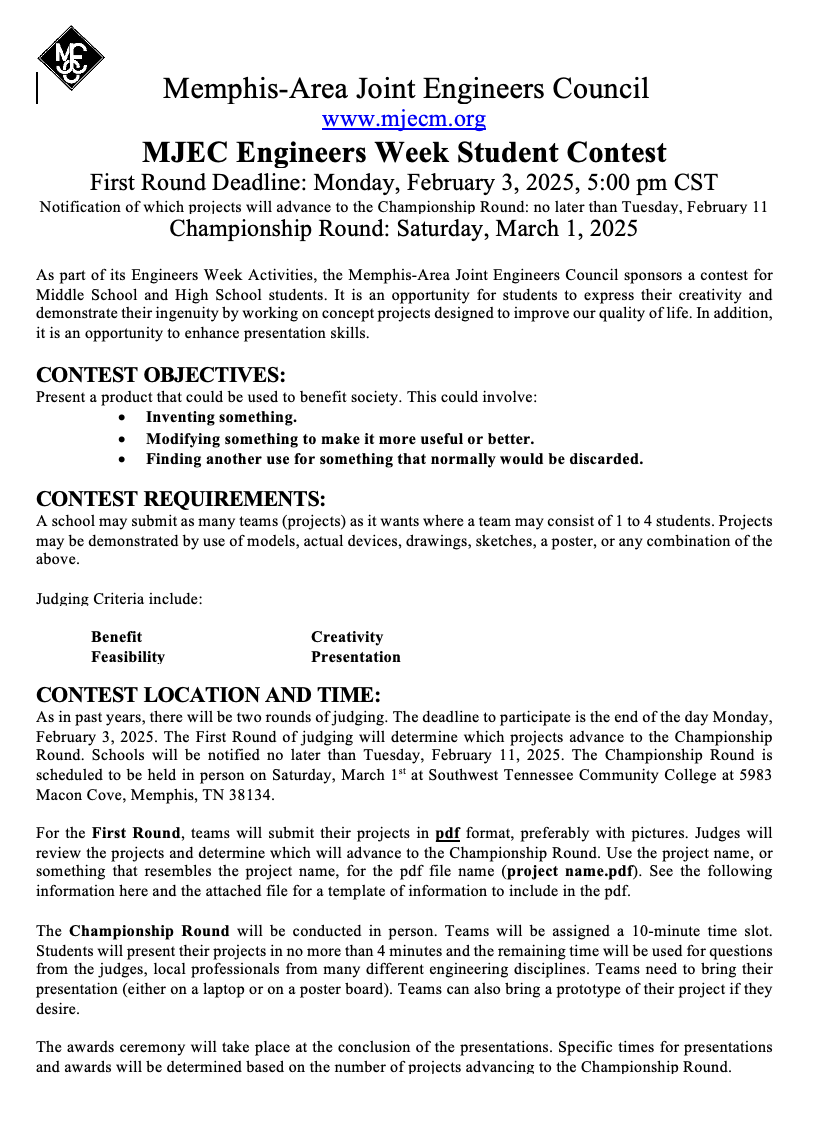 MJEC
Memphis-Area Joint Engineers Council
www.mjecm.org
MJEC Engineers Week Student Contest
First Round Deadline: Monday, February 3, 2025, 5:00 pm CST
Notification of which projects will advance to the Championship Round: no later than Tuesday, February 11
Championship Round: Saturday, March 1, 2025
As part of its Engineers Week Activities, the Memphis-Area Joint Engineers Council sponsors a contest for
Middle School and High School students. It is an opportunity for students to express their creativity and
demonstrate their ingenuity by working on concept projects designed to improve our quality of life. In addition,
it is an opportunity to enhance presentation skills.
CONTEST OBJECTIVES:
Present a product that could be used to benefit society. This could involve:
• Inventing something.
• Modifying something to make it more useful or better.
• Finding another use for something that normally would be discarded.
CONTEST REQUIREMENTS:
A school may submit as many teams (projects) as it wants where a team may consist of 1 to 4 students. Projects
may be demonstrated by use of models, actual devices, drawings, sketches, a poster, or any combination of the
above.
Judging Criteria include:
Benefit Creativity
Feasibility Presentation
CONTEST LOCATION AND TIME:
As in past years, there will be two rounds of judging. The deadline to participate is the end of the day Monday,
February 3, 2025. The First Round of judging will determine which projects advance to the Championship
Round. Schools will be notified no later than Tuesday, February 11, 2025. The Championship Round is
scheduled to be held in person on Saturday, March 1st at Southwest Tennessee Community College at 5983
Macon Cove, Memphis, TN 38134.
For the First Round, teams will submit their projects in pdf format, preferably with pictures. Judges will
review the projects and determine which will advance to the Championship Round. Use the project name, or
something that resembles the project name, for the pdf file name (project name.pdf). See the following
information here and the attached file for a template of information to include in the pdf.
The Championship Round will be conducted in person. Teams will be assigned a 10-minute time slot.
Students will present their projects in no more than 4 minutes and the remaining time will be used for questions
from the judges, local professionals from many different engineering disciplines. Teams need to bring their
presentation (either on a laptop or on a poster board). Teams can also bring a prototype of their project if they
desire.
The awards ceremony will take place at the conclusion of the presentations. Specific times for presentations
and awards will be determined based on the number of projects advancing to the Championship Round.